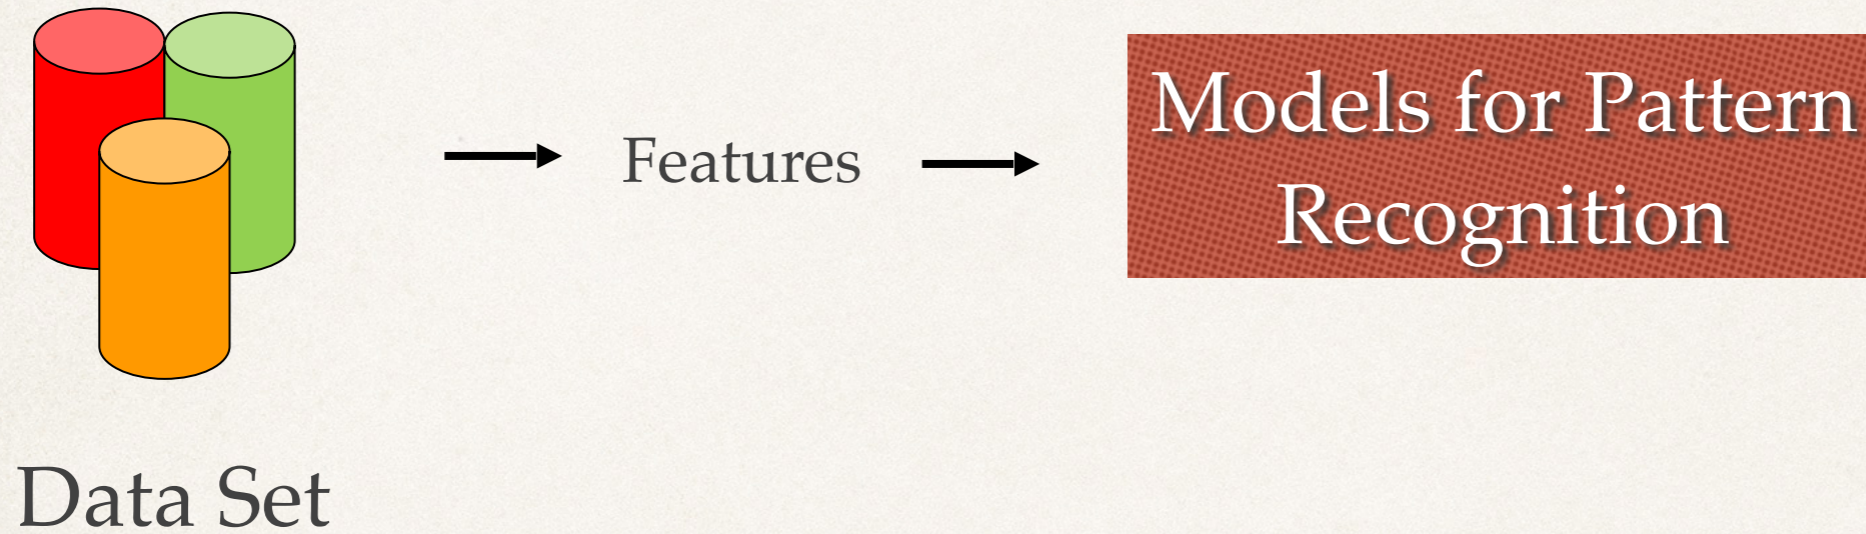 Features
Models for Pattern
Recognition
Data Set